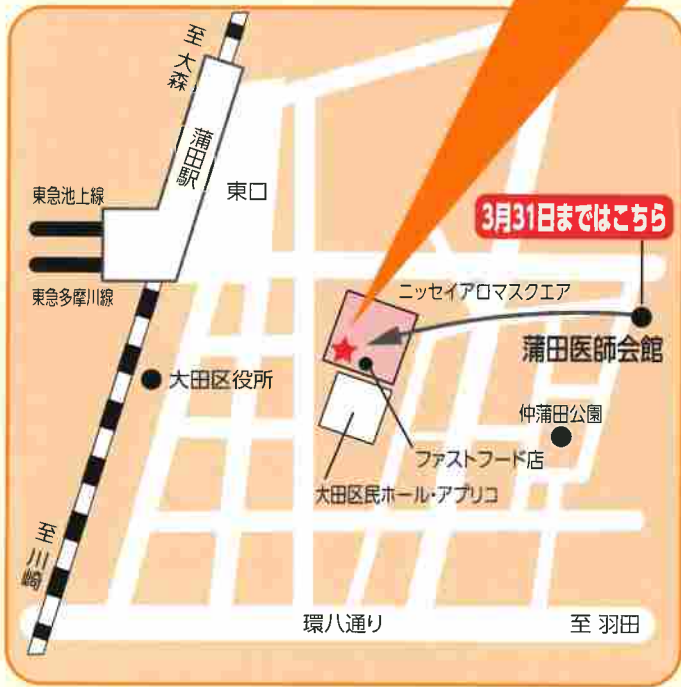 至大森
蒲田駅
東口
東急池上線
東急多摩川線
3月31日まではこちら
ニッセイアロマスクエア
蒲田医師会館
大田区役所
仲蒲田公園
ファストフード店
大田区民ホール・アプリコ
至川崎
環八通り
至 羽田